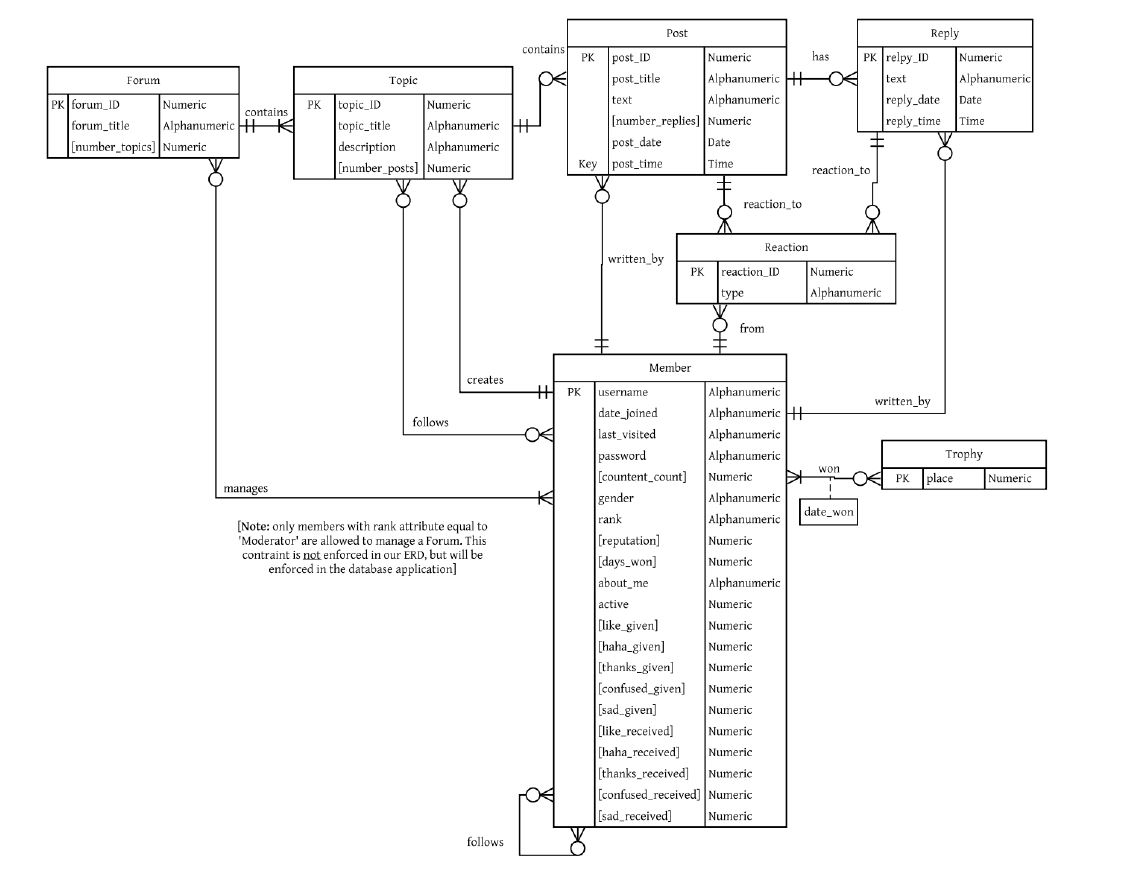 Forum
PK forum_ID Numeric
forum_title Alphanumeric
[number_topics] Numeric
contains
Topic
PK topic_ID Numeric
topic_title Alphanumeric
description Alphanumeric
[number_posts] Numeric
contains
Post
PK post_ID Numeric
post_title Alphanumeric
text Alphanumeric
[number_replies] Numeric
post_date Date
Key post_time Time
has
Reply
PK relpy_ID Numeric
text Alphanumeric
reply_date Date
reply_time Time
reaction_to
reaction_to
written_by
Reaction
PK reaction_ID Numeric
type Alphanumeric
from
creates
follows
manages
written_by
Member
PK username Alphanumeric
date_joined Alphanumeric
last_visited Alphanumeric
password Alphanumeric
[countent_count] Numeric
gender Alphanumeric
rank Alphanumeric
[reputation] Numeric
[days_won] Numeric
about_me Alphanumeric
active Numeric
[like_given] Numeric
[haha_given] Numeric
[thanks_given] Numeric
[confused_given] Numeric
[sad_given] Numeric
[like_received] Numeric
[haha_received] Numeric
[thanks_received] Numeric
[confused_received] Numeric
[sad_received] Numeric
won
date_won
Trophy
PK place Numeric
[Note: only members with rank attribute equal to
'Moderator' are allowed to manage a Forum. This
contraint is not enforced in our ERD, but will be
enforced in the database application]
follows